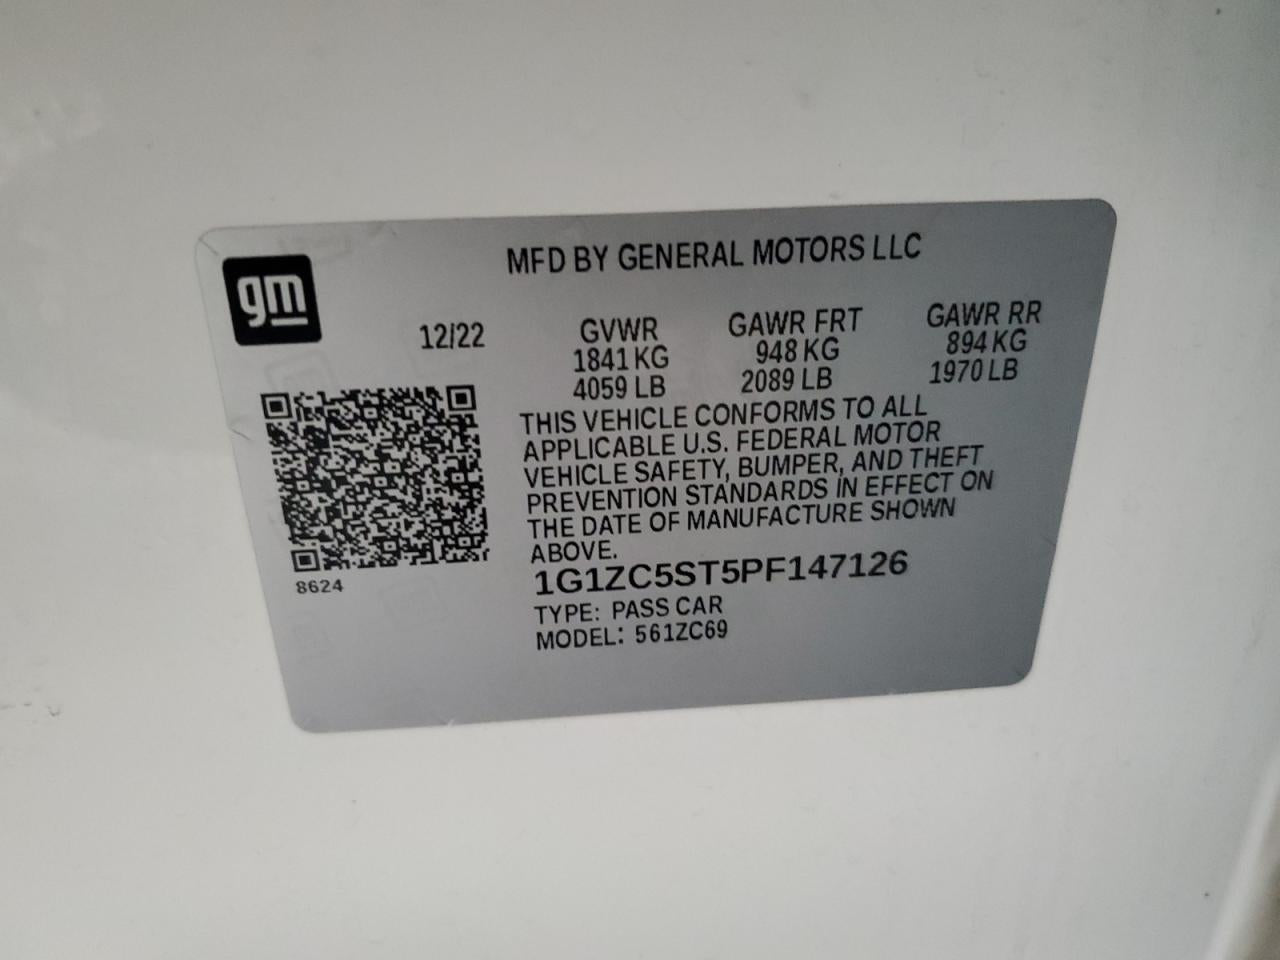 gm
MFD BY GENERAL MOTORS LLC
12/22 GVWR GAWR FRT GAWR RR
1841 KG 948 KG 894 KG
4059 LB 2089 LB 1970 LB
THIS VEHICLE CONFORMS TO ALL
APPLICABLE U.S. FEDERAL MOTOR
VEHICLE SAFETY, BUMPER, AND THEFT
PREVENTION STANDARDS IN EFFECT ON
THE DATE OF MANUFACTURE SHOWN
ABOVE.
8624
1G1ZC5ST5PF147126
TYPE: PASS CAR
MODEL: 561ZC69